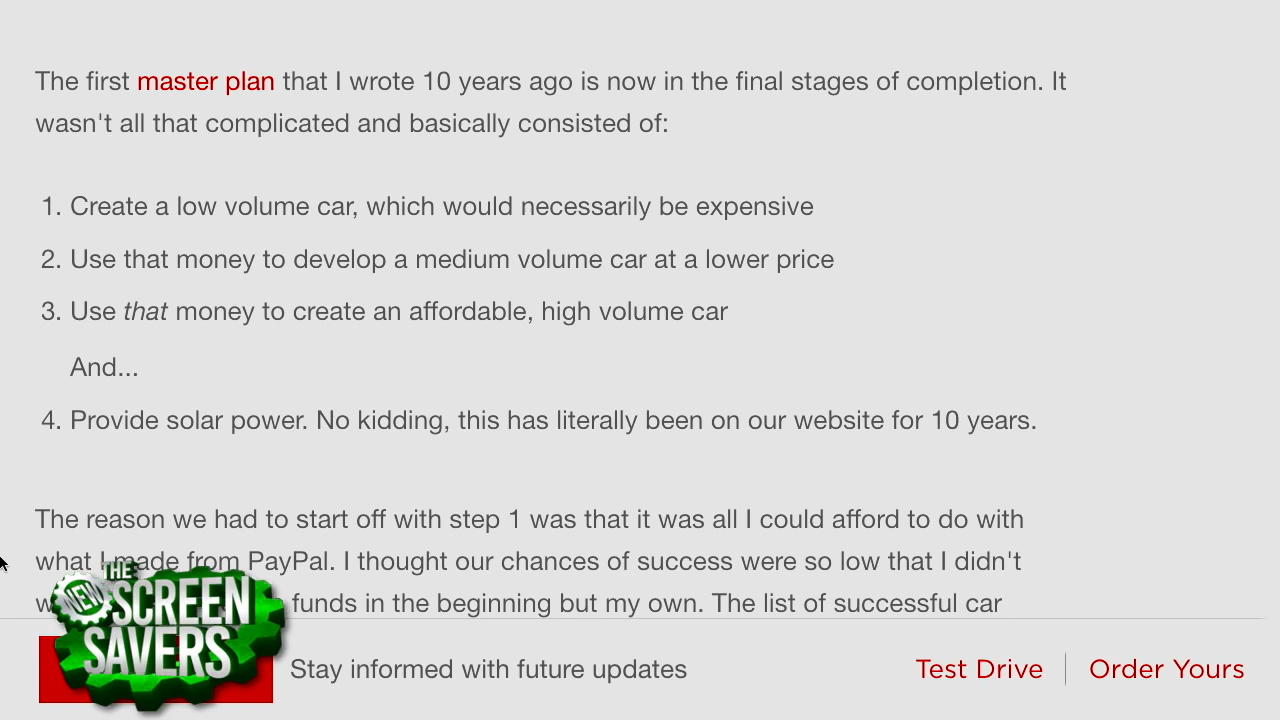 The first master plan that I wrote 10 years ago is now in the final stages of completion. It
wasn't all that complicated and basically consisted of:
1. Create a low volume car, which would necessarily be expensive
2. Use that money to develop a medium volume car at a lower price
3. Use that money to create an affordable, high volume car
And...
4. Provide solar power. No kidding, this has literally been on our website for 10 years.
The reason we had to start off with step 1 was that it was all I could afford to do with
what I made from PayPal. I thought our chances of success were so low that I didn't
funds in the beginning but my own. The list of successful car
THE
NEW SCREEN
SAVERS
Stay informed with future updates
Test Drive
Order Yours